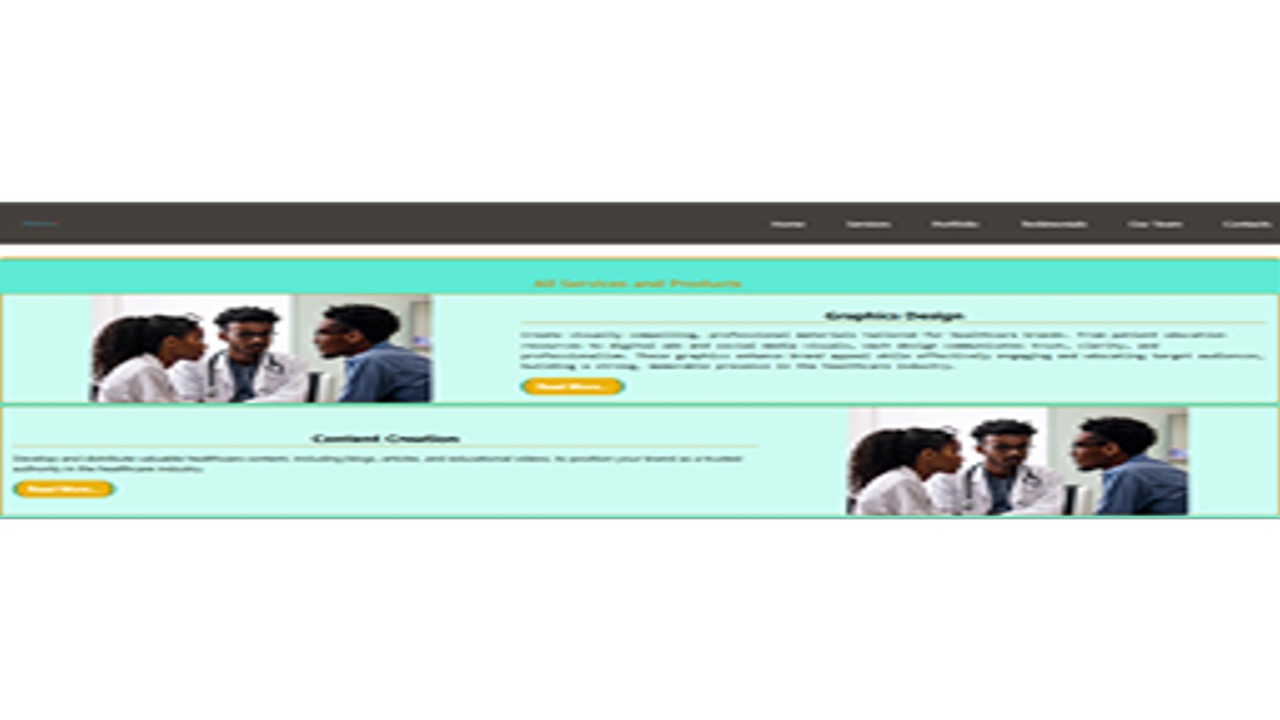 Home Services Portfolio Testimonials Our Team Contacts
All Services and Products
Graphics Design
Create visually compelling, professional materials tailored for healthcare brands. From patient education
resources to digital ads and social media visuals, each design communicates trust, clarity, and
professionalism. These graphics enhance brand appeal while effectively engaging and educating target audiences,
building a strong, memorable presence in the healthcare industry.
Read More...
Content Creation
Develop and distribute valuable healthcare content, including blogs, articles, and educational videos, to position your brand as a trusted
authority in the healthcare industry.
Read More...